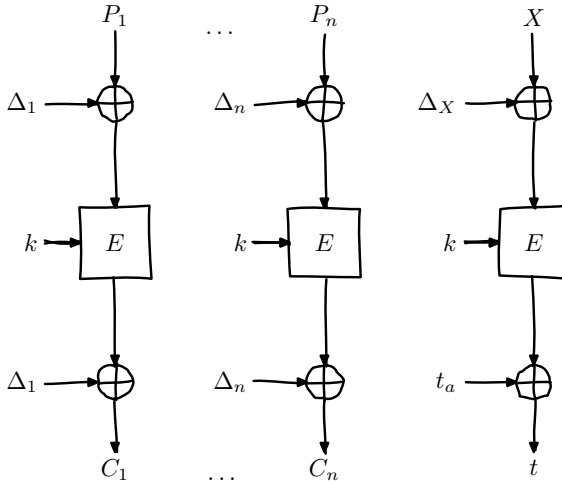 P_1 ... P_n X
Δ_1 Δ_n Δ_X
k E k E k E
Δ_1 Δ_n t_a
C_1 ... C_n t